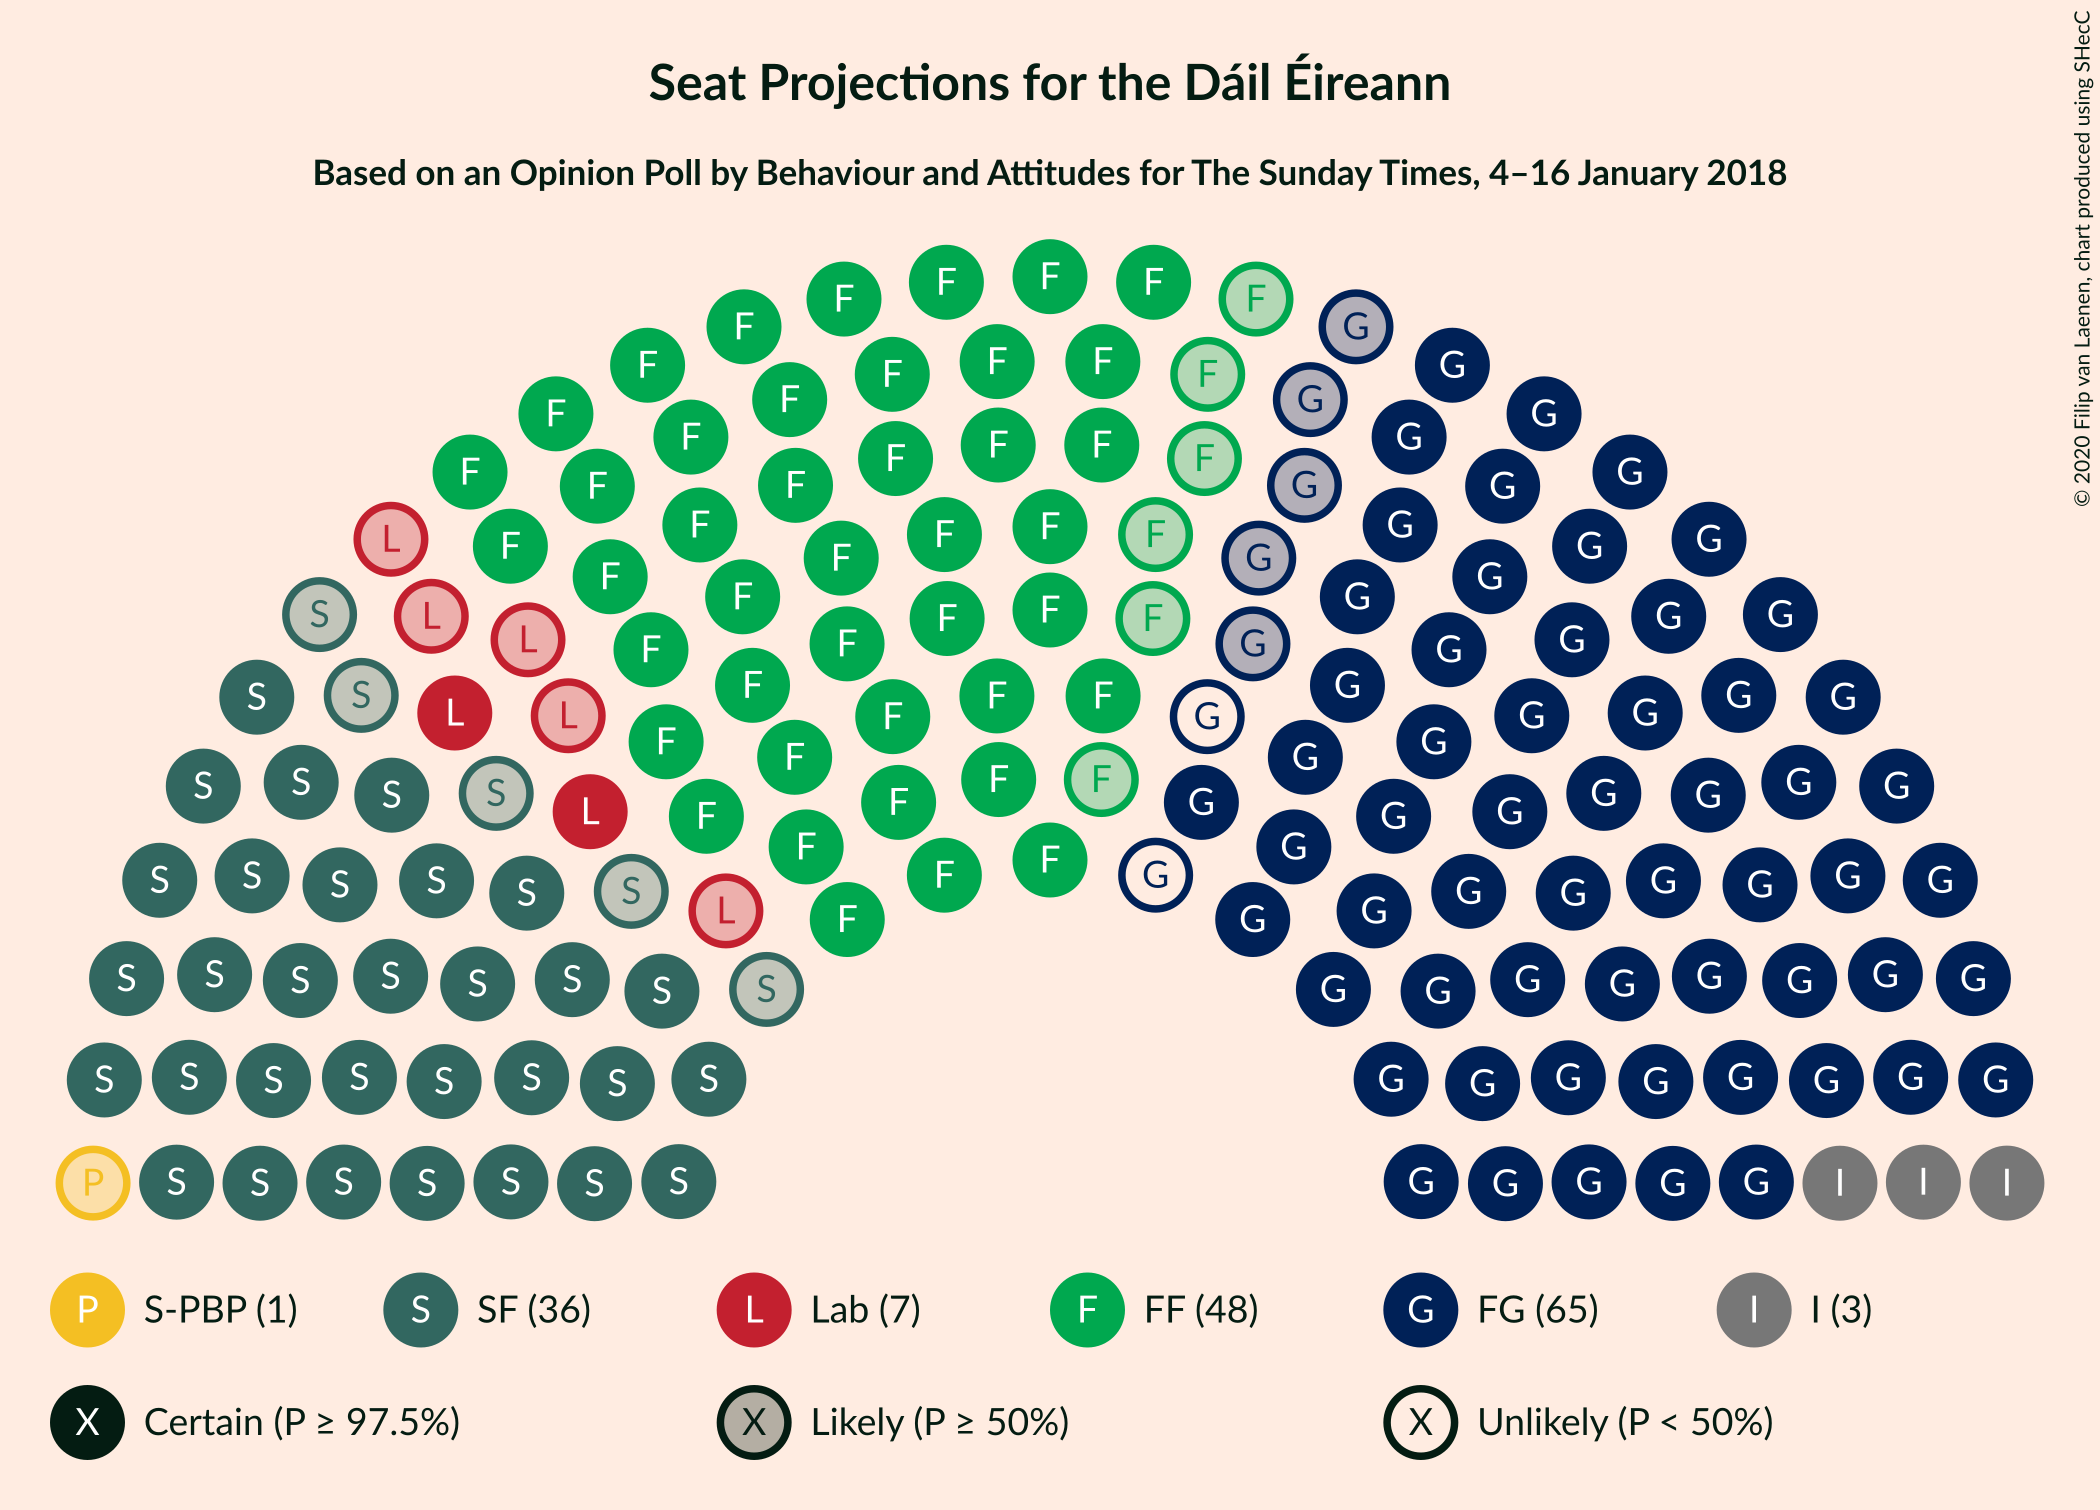 Seat Projections for the Dáil Éireann
Based on an Opinion Poll by Behaviour and Attitudes for The Sunday Times, 4–16 January 2018
© 2020 Filip van Laenen, chart produced using SHecC
F F F F F
F F F G
F F F F F G
F F F G G
F F F F F F G
F F G G
F F F G G
F F F F F G
L F F G G
F F G G
S L L F F F G G G
F F G G
S S L L F F F G G G G G
F F G G
S S S S L F F F F G G G G G G G
F G
S S S S S S L F F F G G G G G G G G
S S S S S S S S G G G G G G G G
S S S S S S S S G G G G G G G G
P S S S S S S S G G G G G I I I
P S-PBP (1) S SF (36) L Lab (7) F FF (48) G FG (65) I I (3)
X Certain (P ≥ 97.5%) X Likely (P ≥ 50%) X Unlikely (P < 50%)